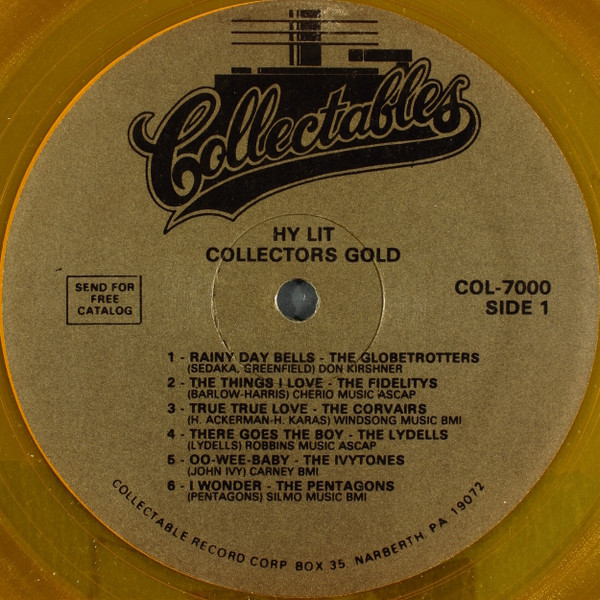 Collectables
HY LIT
COLLECTORS GOLD
SEND FOR
FREE
CATALOG
COL-7000
SIDE 1
1 - RAINY DAY BELLS - THE GLOBETROTTERS
(SEDAKA, GREENFIELD) DON KIRSHNER
2 - THE THINGS I LOVE - THE FIDELITYS
(BARLOW-HARRIS) CHERIO MUSIC ASCAP
3 - TRUE TRUE LOVE - THE CORVAIRS
(H. ACKERMAN-H. KARAS) WINDSONG MUSIC BMI
4 - THERE GOES THE BOY - THE LYDELLS
(LYDELLS) ROBBINS MUSIC ASCAP
5 - OO-WEE-BABY - THE IVYTONES
(JOHN IVY) CARNEY BMI
6 - I WONDER - THE PENTAGONS
(PENTAGONS) SILMO MUSIC BMI
COLLECTABLE RECORD CORP BOX 35, NARBERTH, PA. 19072